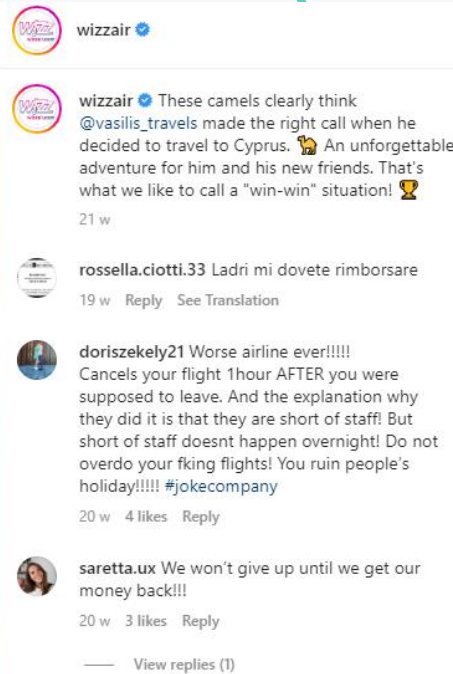 wizzair
wizzair These camels clearly think
@vasilis_travels made the right call when he
decided to travel to Cyprus. 🐪 An unforgettable
adventure for him and his new friends. That's
what we like to call a "win-win" situation! 🏆
21 w
rossella.ciotti.33 Ladri mi dovete rimborsare
19 w Reply See Translation
doriszekely21 Worse airline ever!!!!!
Cancels your flight 1hour AFTER you were
supposed to leave. And the explanation why
they did it is that they are short of staff! But
short of staff doesnt happen overnight! Do not
overdo your fking flights! You ruin people's
holiday!!!!! #jokecompany
20 w 4 likes Reply
saretta.ux We won't give up until we get our
money back!!!
20 w 3 likes Reply
View replies (1)